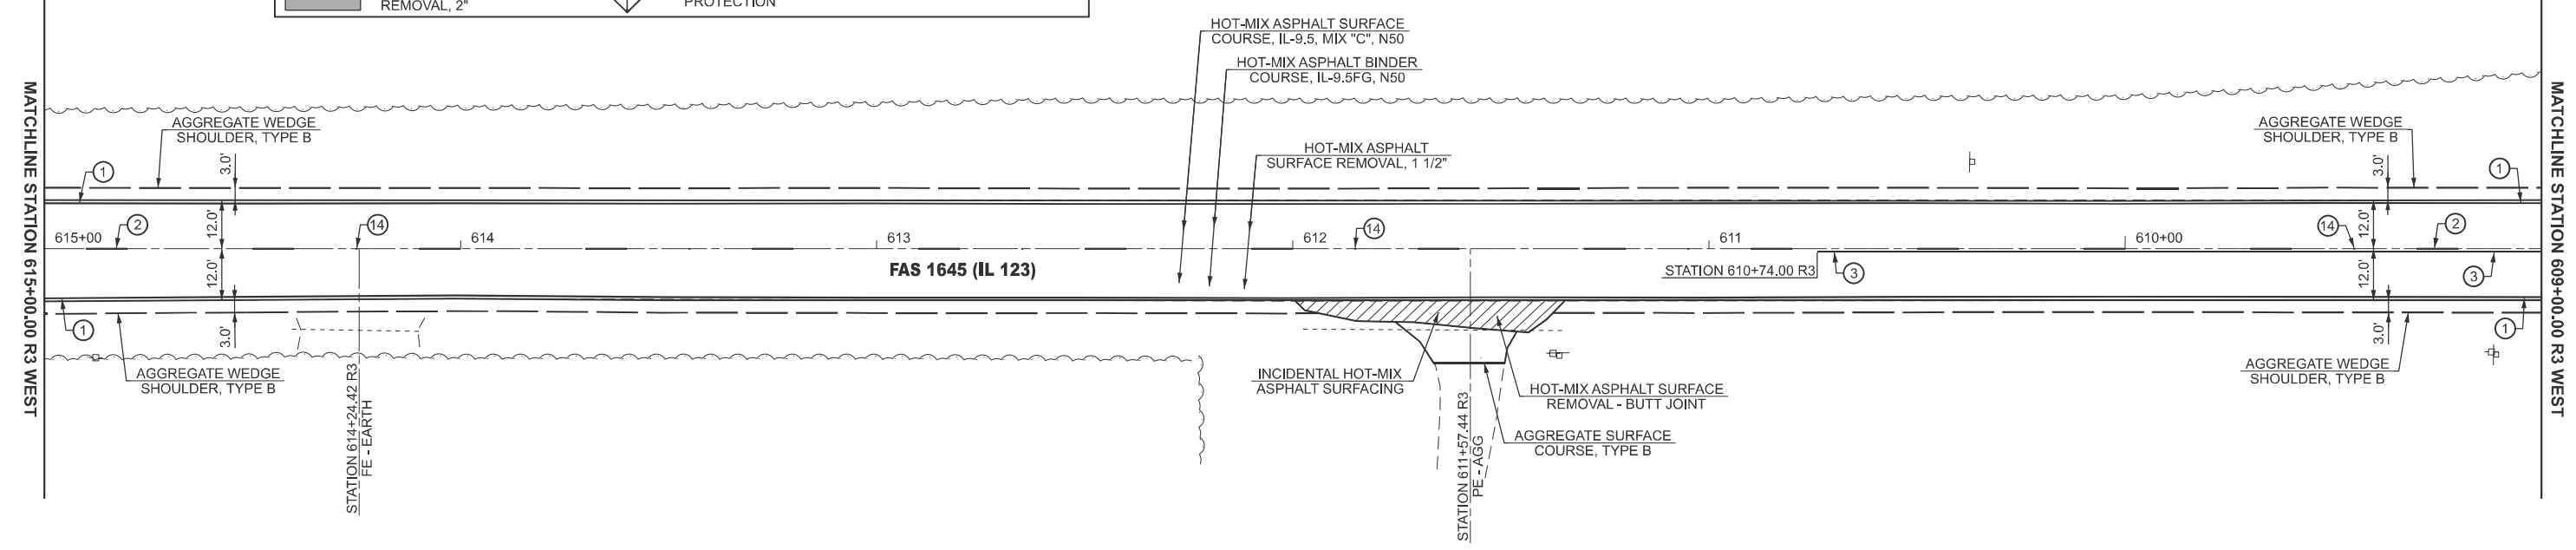 REMOVAL, 2"
PROTECTION
HOT-MIX ASPHALT SURFACE
COURSE, IL-9.5, MIX "C", N50
HOT-MIX ASPHALT BINDER
COURSE, IL-9.5FG, N50
HOT-MIX ASPHALT
SURFACE REMOVAL, 1 1/2"
MATCHLINE STATION 615+00.00 R3 WEST
AGGREGATE WEDGE
SHOULDER, TYPE B
3.0'
1
AGGREGATE WEDGE
SHOULDER, TYPE B
3.0'
1
MATCHLINE STATION 609+00.00 R3 WEST
615+00
2
12.0'
14
614
613
612
14
611
610+00
14
12.0'
2
12.0'
FAS 1645 (IL 123)
STATION 610+74.00 R3
3
12.0'
3
1
3.0'
3.0'
1
AGGREGATE WEDGE
SHOULDER, TYPE B
STATION 614+24.42 R3
FE - EARTH
INCIDENTAL HOT-MIX
ASPHALT SURFACING
STATION 611+57.44 R3
PE - AGG
HOT-MIX ASPHALT SURFACE
REMOVAL - BUTT JOINT
AGGREGATE SURFACE
COURSE, TYPE B
AGGREGATE WEDGE
SHOULDER, TYPE B